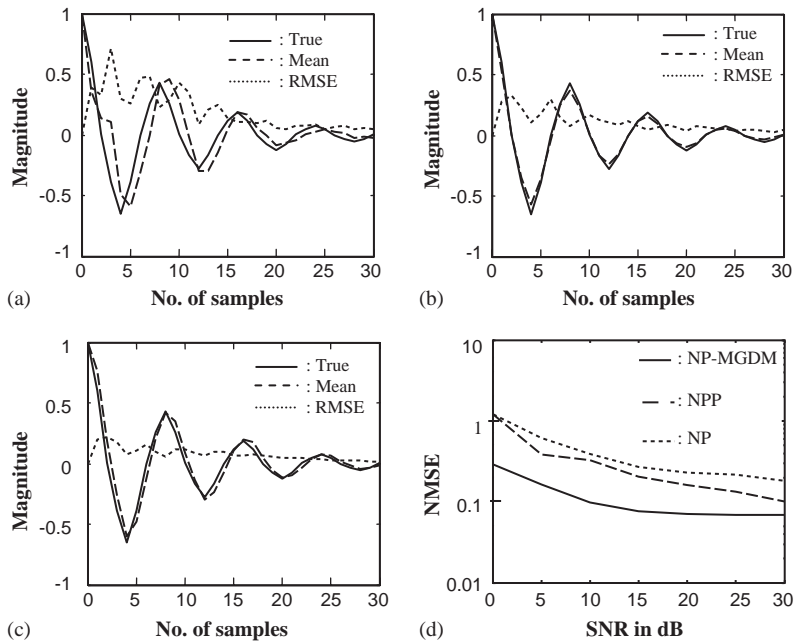 1
0.5
0
-0.5
-1
Magnitude
: True
: Mean
: RMSE
0 5 10 15 20 25 30
(a)
No. of samples
1
0.5
0
-0.5
-1
Magnitude
: True
: Mean
: RMSE
0 5 10 15 20 25 30
(b)
No. of samples
1
0.5
0
-0.5
-1
Magnitude
: True
: Mean
: RMSE
0 5 10 15 20 25 30
(c)
No. of samples
10
1
0.1
0.01
NMSE
: NP-MGDM
: NPP
: NP
0 5 10 15 20 25 30
(d)
SNR in dB